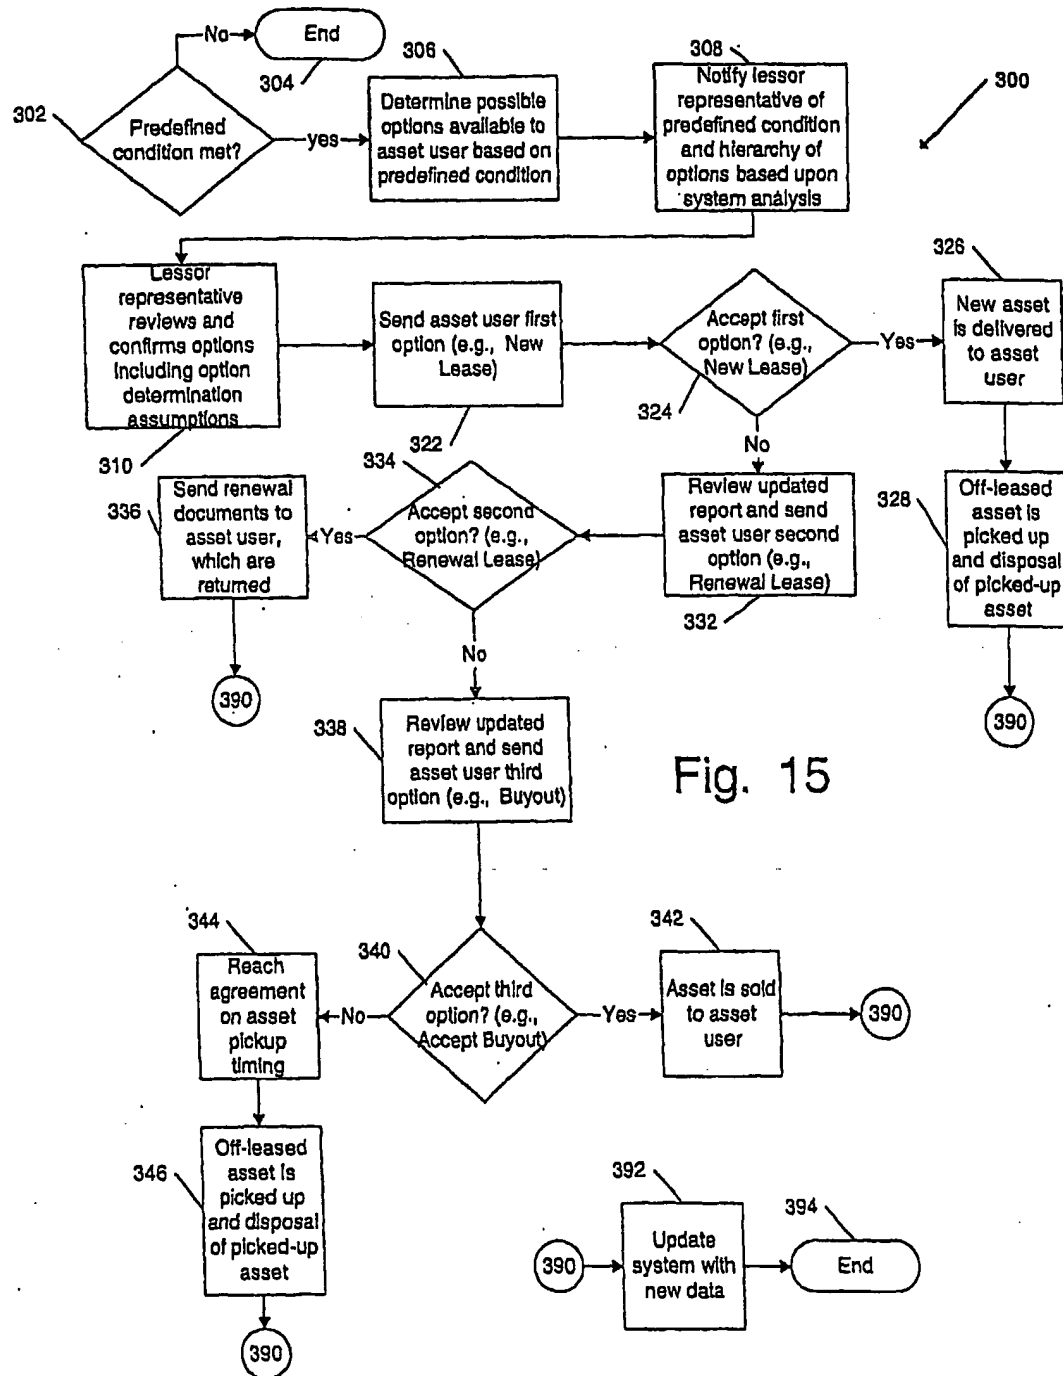 No
End
304
302
Predefined
condition met?
yes
306
Determine possible
options available to
asset user based on
predefined condition
308
Notify lessor
representative of
predefined condition
and hierarchy of
options based upon
system analysis
300
Lessor
representative
reviews and
confirms options
including option
determination
assumptions
310
Send asset user first
option (e.g., New
Lease)
322
Accept first
option? (e.g.,
New Lease)
324
Yes
No
326
New asset
is delivered
to asset
user
328
Off-leased
asset is
picked up
and disposal
of picked-up
asset
390
Review updated
report and send
asset user second
option (e.g.,
Renewal Lease)
332
334
Accept second
option? (e.g.,
Renewal Lease)
Yes
No
336
Send renewal
documents to
asset user,
which are
returned
390
338
Review updated
report and send
asset user third
option (e.g., Buyout)
Fig. 15
340
Accept third
option? (e.g.,
Accept Buyout)
Yes
342
Asset is sold
to asset
user
390
No
344
Reach
agreement
on asset
pickup
timing
346
Off-leased
asset is
picked up
and disposal
of picked-up
asset
390
390
392
Update
system with
new data
394
End